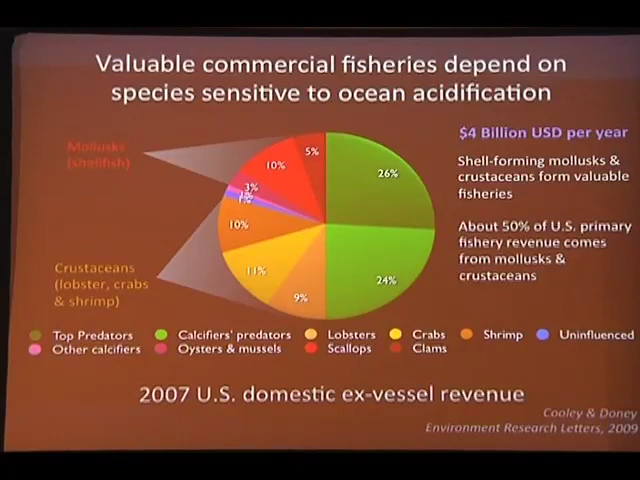 Valuable commercial fisheries depend on
species sensitive to ocean acidification
$4 Billion USD per year
Shell-forming mollusks &
crustaceans form valuable
fisheries
About 50% of U.S. primary
fishery revenue comes
from mollusks &
crustaceans
Mollusks
(shellfish)
Crustaceans
(lobster, crabs
& shrimp)
5%
10%
26%
3%
10%
11%
9%
24%
Top Predators Calcifiers' predators Lobsters Crabs Shrimp Uninfluenced
Other calcifiers Oysters & mussels Scallops Clams
2007 U.S. domestic ex-vessel revenue
Cooley & Doney
Environment Research Letters, 2009